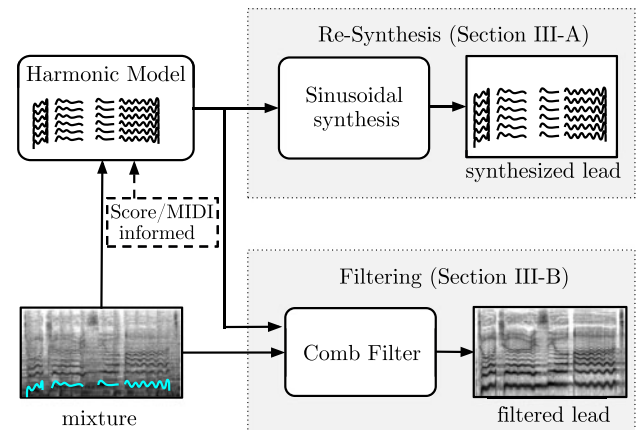 Re-Synthesis (Section III-A)
Harmonic Model
Sinusoidal
synthesis
synthesized lead
Score/MIDI
informed
Filtering (Section III-B)
Comb Filter
mixture
filtered lead